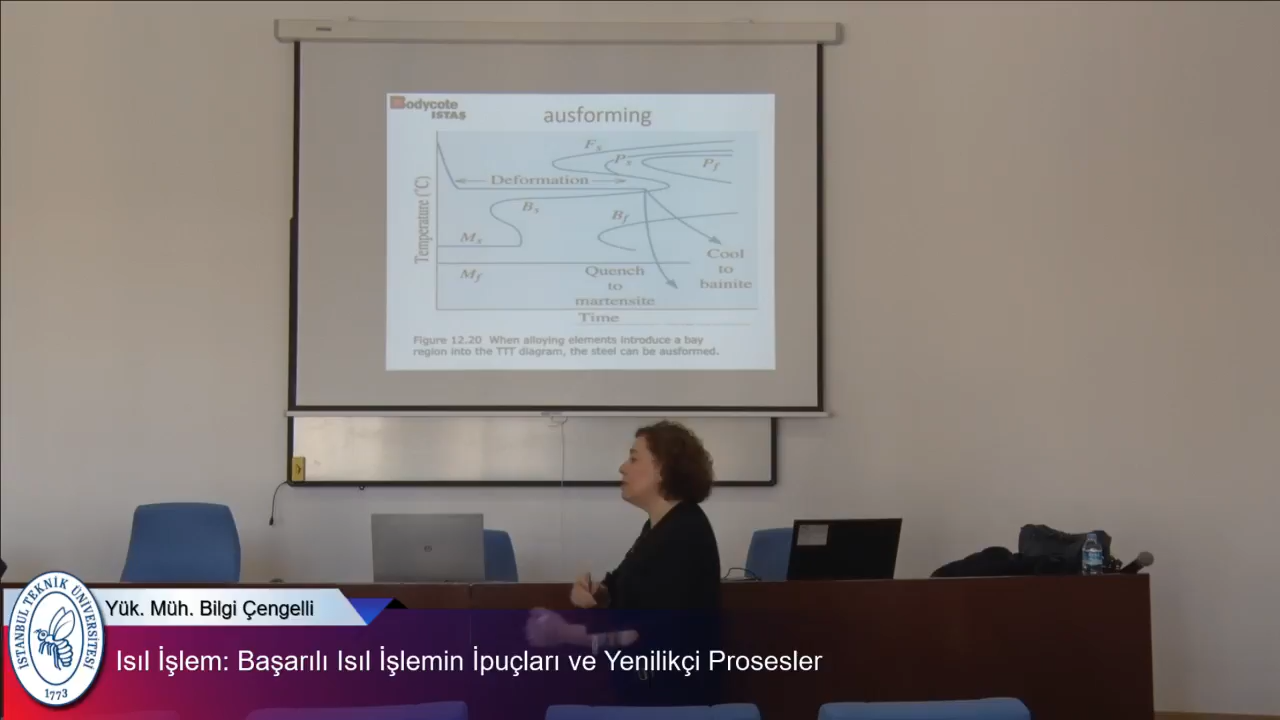 Bodycote
ISTAŞ
ausforming
Fs
Ps
Pf
Deformation
Bs
Bf
Ms
Mf
Temperature (°C)
Cool
to
bainite
Quench
to
martensite
Time
Figure 12.20 When alloying elements introduce a bay
region into the TTT diagram, the steel can be ausformed.
İSTANBUL TEKNİK ÜNİVERSİTESİ
1773
Yük. Müh. Bilgi Çengelli
Isıl İşlem: Başarılı Isıl İşlemin İpuçları ve Yenilikçi Prosesler